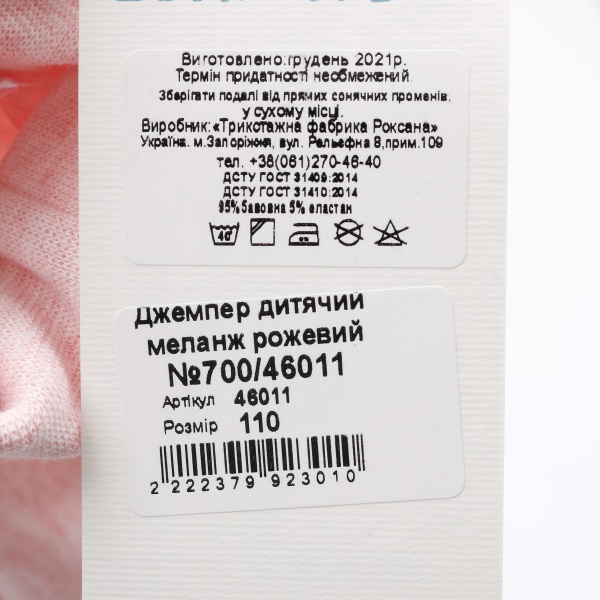 Виготовлено:грудень 2021р.
Термін придатності необмежений.
Зберігати подалі від прямих сонячних променів,
у сухому місці.
Виробник:«Трикотажна фабрика Роксана»
Україна. м.Запоріжжя, вул. Рельєфна 8,прим.109
тел. +38(061)270-46-40
ДСТУ ГОСТ 31409:2014
ДСТУ ГОСТ 31410:2014
95% бавовна 5% еластан
40
Джемпер дитячий
меланж рожевий
№700/46011
Артікул 46011
Розмір 110
2 222379 923010